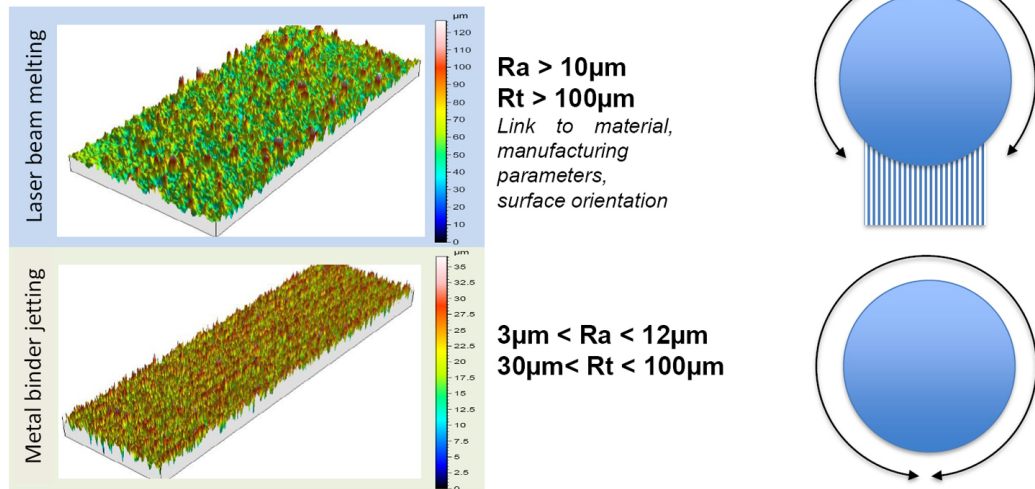 Laser beam melting
µm
120
100
90
80
70
60
50
40
30
20
10
0
Ra > 10µm
Rt > 100µm
Link to material,
manufacturing
parameters,
surface orientation
Metal binder jetting
µm
35
32.5
30
27.5
25
22.5
20
17.5
15
12.5
10
7.5
5
2.5
0
3µm < Ra < 12µm
30µm< Rt < 100µm